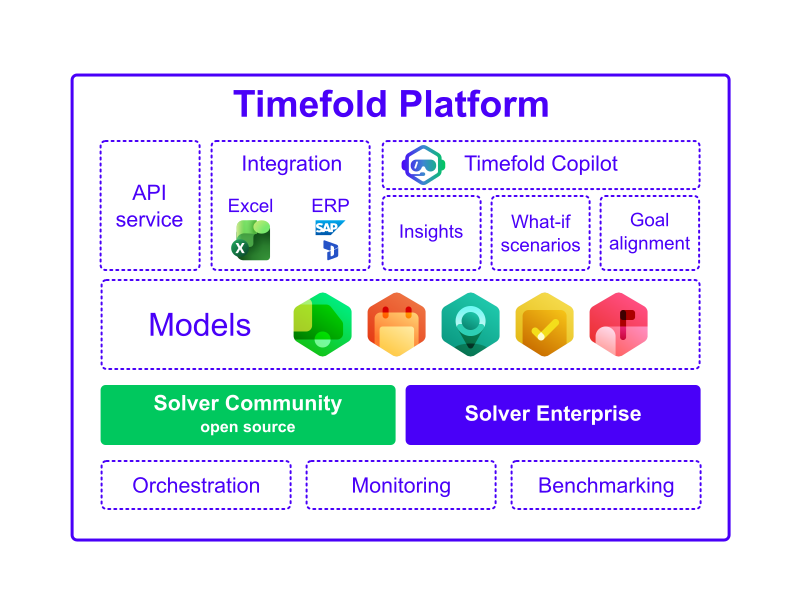 Timefold Platform
API
service
Integration
Excel
ERP
X
SAP
Timefold Copilot
Insights
What-if
scenarios
Goal
alignment
Models
Solver Community
open source
Solver Enterprise
Orchestration
Monitoring
Benchmarking